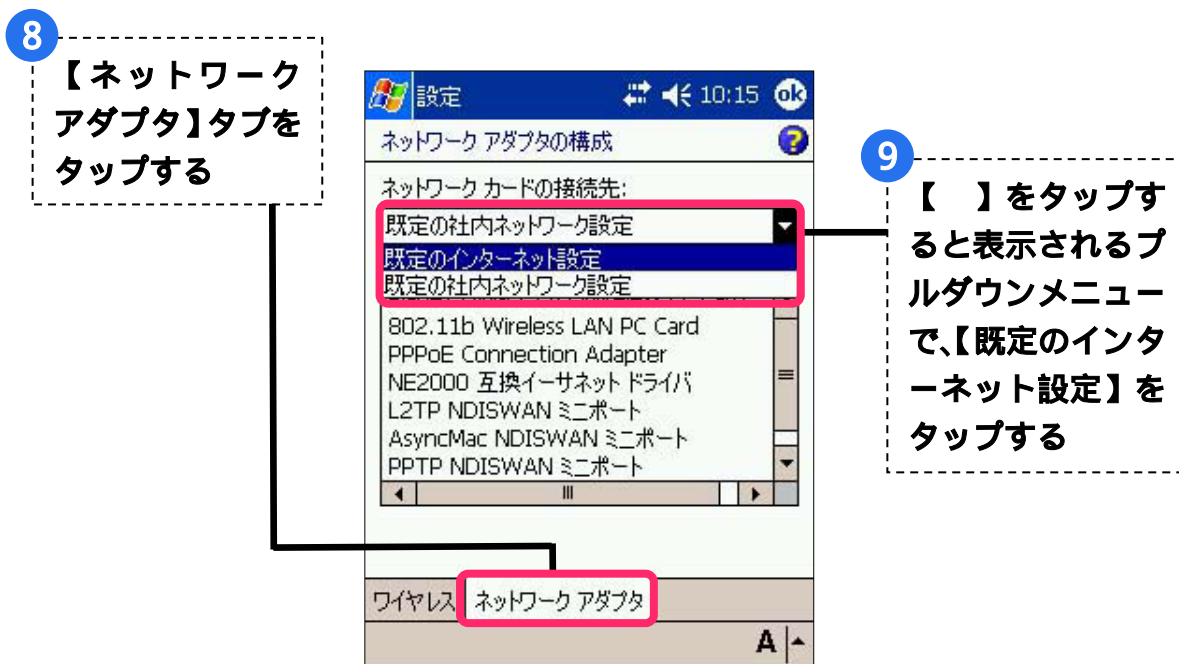 8
【ネットワーク
アダプタ】タブを
タップする
設定
10:15
ok
ネットワーク アダプタの構成
?
ネットワーク カードの接続先:
既定の社内ネットワーク設定
既定のインターネット設定
既定の社内ネットワーク設定
802.11b Wireless LAN PC Card
PPPoE Connection Adapter
NE2000 互換イーサネット ドライバ
L2TP NDISWAN ミニポート
AsyncMac NDISWAN ミニポート
PPTP NDISWAN ミニポート
ワイヤレス
ネットワーク アダプタ
A
9
【　】をタップす
ると表示されるプ
ルダウンメニュー
で、【既定のインタ
ーネット設定】を
タップする